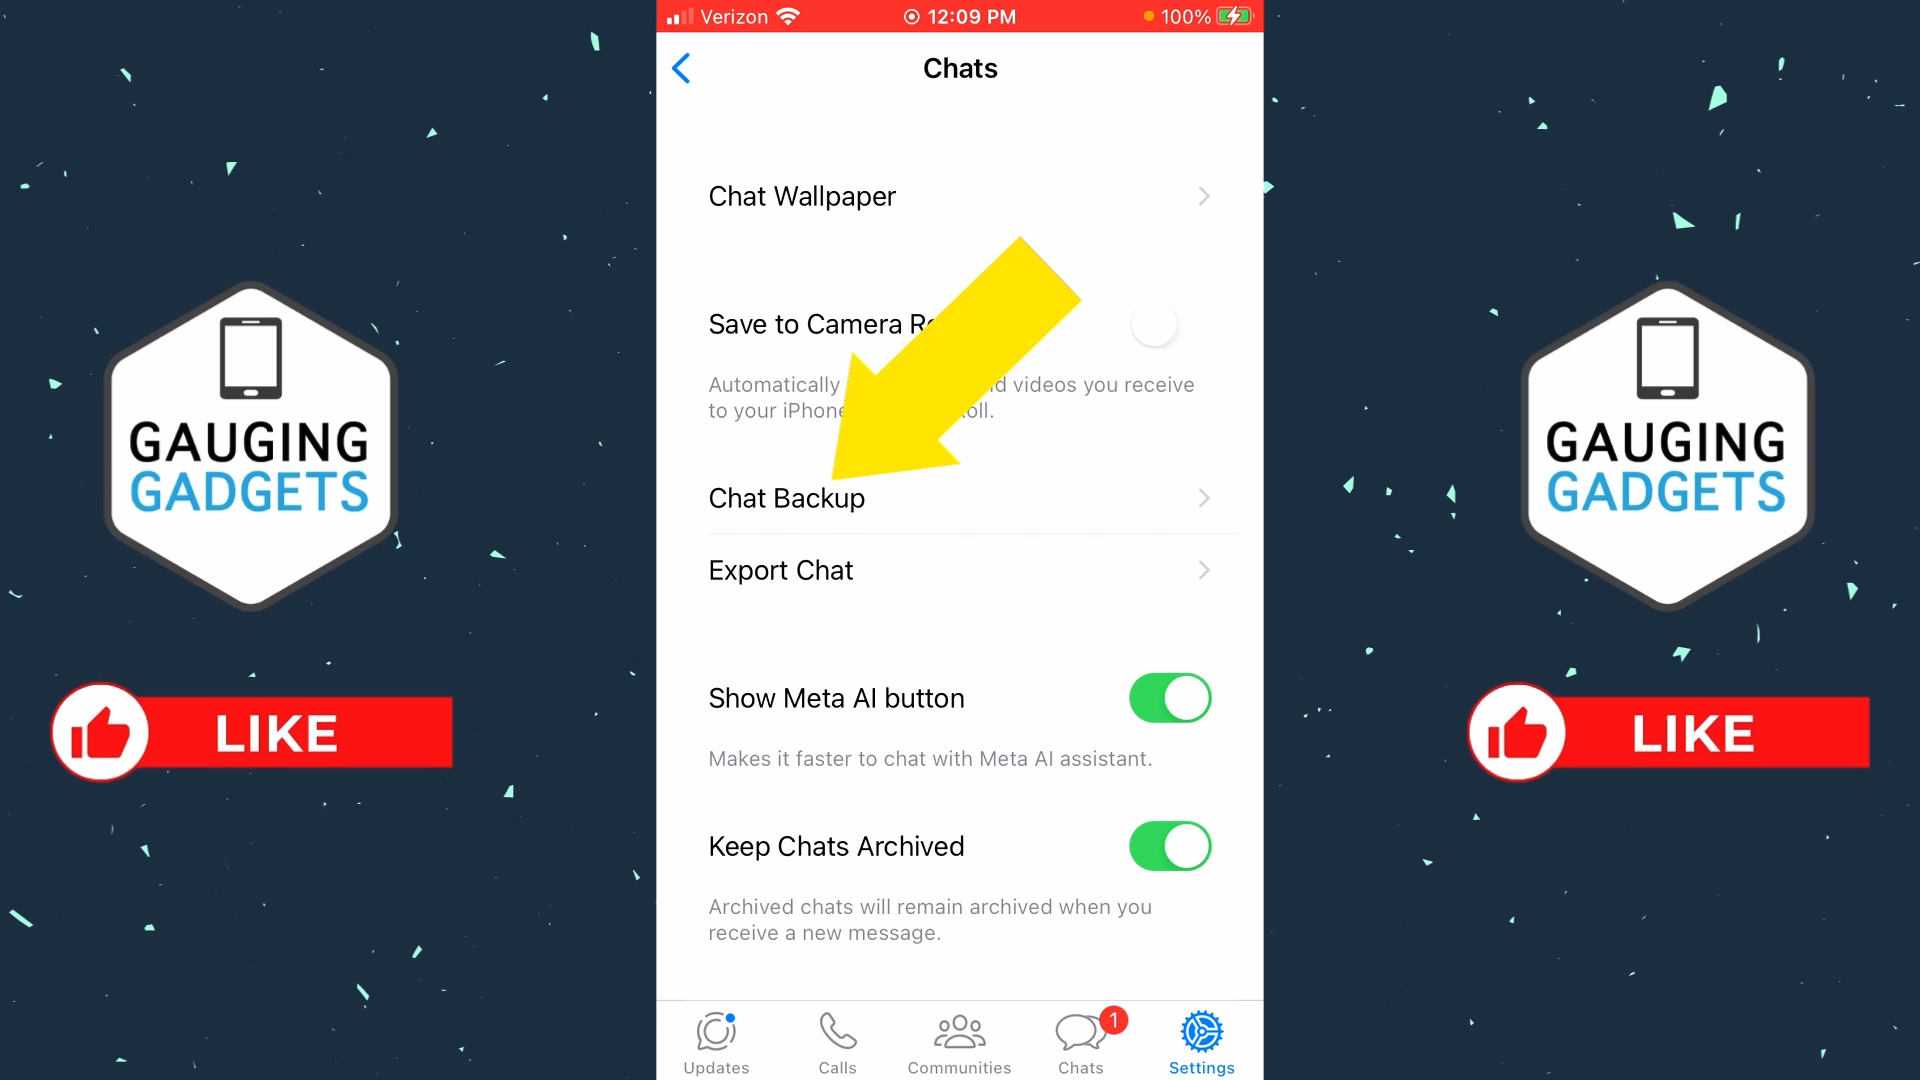 Verizon 12:09 PM 100%
Chats
Chat Wallpaper
Save to Camera
Automatically videos you receive
to your
Chat Backup
Export Chat
Show Meta AI button
Makes it faster to chat with Meta AI assistant.
Keep Chats Archived
Archived chats will remain archived when you
receive a new message.
Updates
Calls
Communities
1
Chats
Settings
GAUGING
GADGETS
LIKE
GAUGING
GADGETS
LIKE